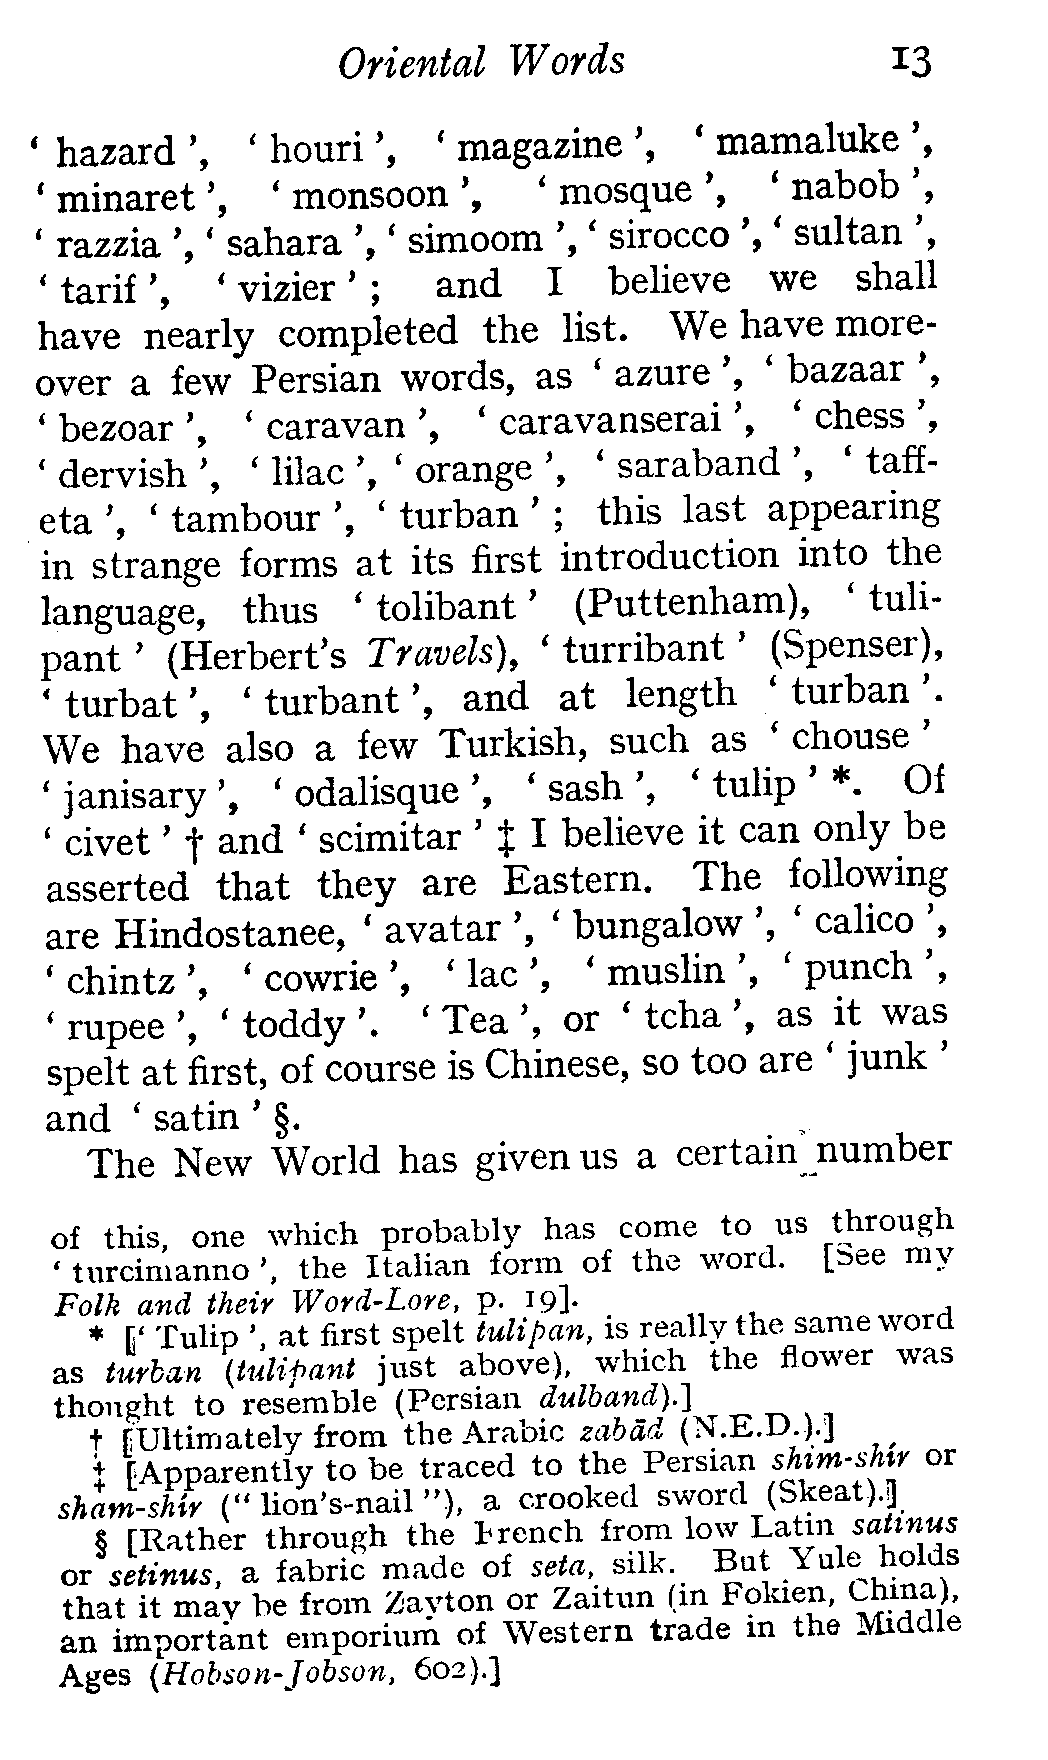 Oriental Words 13
‘ hazard ’, ‘ houri ’, ‘ magazine ’, ‘ mamaluke ’,
‘ minaret ’, ‘ monsoon ’, ‘ mosque ’, ‘ nabob ’,
‘ razzia ’, ‘ sahara ’, ‘ simoom ’, ‘ sirocco ’, ‘ sultan ’,
‘ tarif ’, ‘ vizier ’ ; and I believe we shall
have nearly completed the list. We have more-
over a few Persian words, as ‘ azure ’, ‘ bazaar ’,
‘ bezoar ’, ‘ caravan ’, ‘ caravanserai ’, ‘ chess ’,
‘ dervish ’, ‘ lilac ’, ‘ orange ’, ‘ saraband ’, ‘ taff-
eta ’, ‘ tambour ’, ‘ turban ’ ; this last appearing
in strange forms at its first introduction into the
language, thus ‘ tolibant ’ (Puttenham), ‘ tuli-
pant ’ (Herbert’s Travels), ‘ turribant ’ (Spenser),
‘ turbat ’, ‘ turbant ’, and at length ‘ turban ’.
We have also a few Turkish, such as ‘ chouse ’
‘ janisary ’, ‘ odalisque ’, ‘ sash ’, ‘ tulip ’ *. Of
‘ civet ’ † and ‘ scimitar ’ ‡ I believe it can only be
asserted that they are Eastern. The following
are Hindostanee, ‘ avatar ’, ‘ bungalow ’, ‘ calico ’,
‘ chintz ’, ‘ cowrie ’, ‘ lac ’, ‘ muslin ’, ‘ punch ’,
‘ rupee ’, ‘ toddy ’. ‘ Tea ’, or ‘ tcha ’, as it was
spelt at first, of course is Chinese, so too are ‘ junk ’
and ‘ satin ’ §.
The New World has given us a certain number
of this, one which probably has come to us through
‘ turcimanno ’, the Italian form of the word. [See my
Folk and their Word-Lore, p. 19].
* [‘ Tulip ’, at first spelt tulipan, is really the same word
as turban (tulipant just above), which the flower was
thought to resemble (Persian dulband).]
† [Ultimately from the Arabic zabād (N.E.D.).]
‡ [Apparently to be traced to the Persian shim-shír or
sham-shír (“ lion’s-nail ”), a crooked sword (Skeat).]
§ [Rather through the French from low Latin satinus
or setinus, a fabric made of seta, silk. But Yule holds
that it may be from Zayton or Zaitun (in Fokien, China),
an important emporium of Western trade in the Middle
Ages (Hobson-Jobson, 602).]